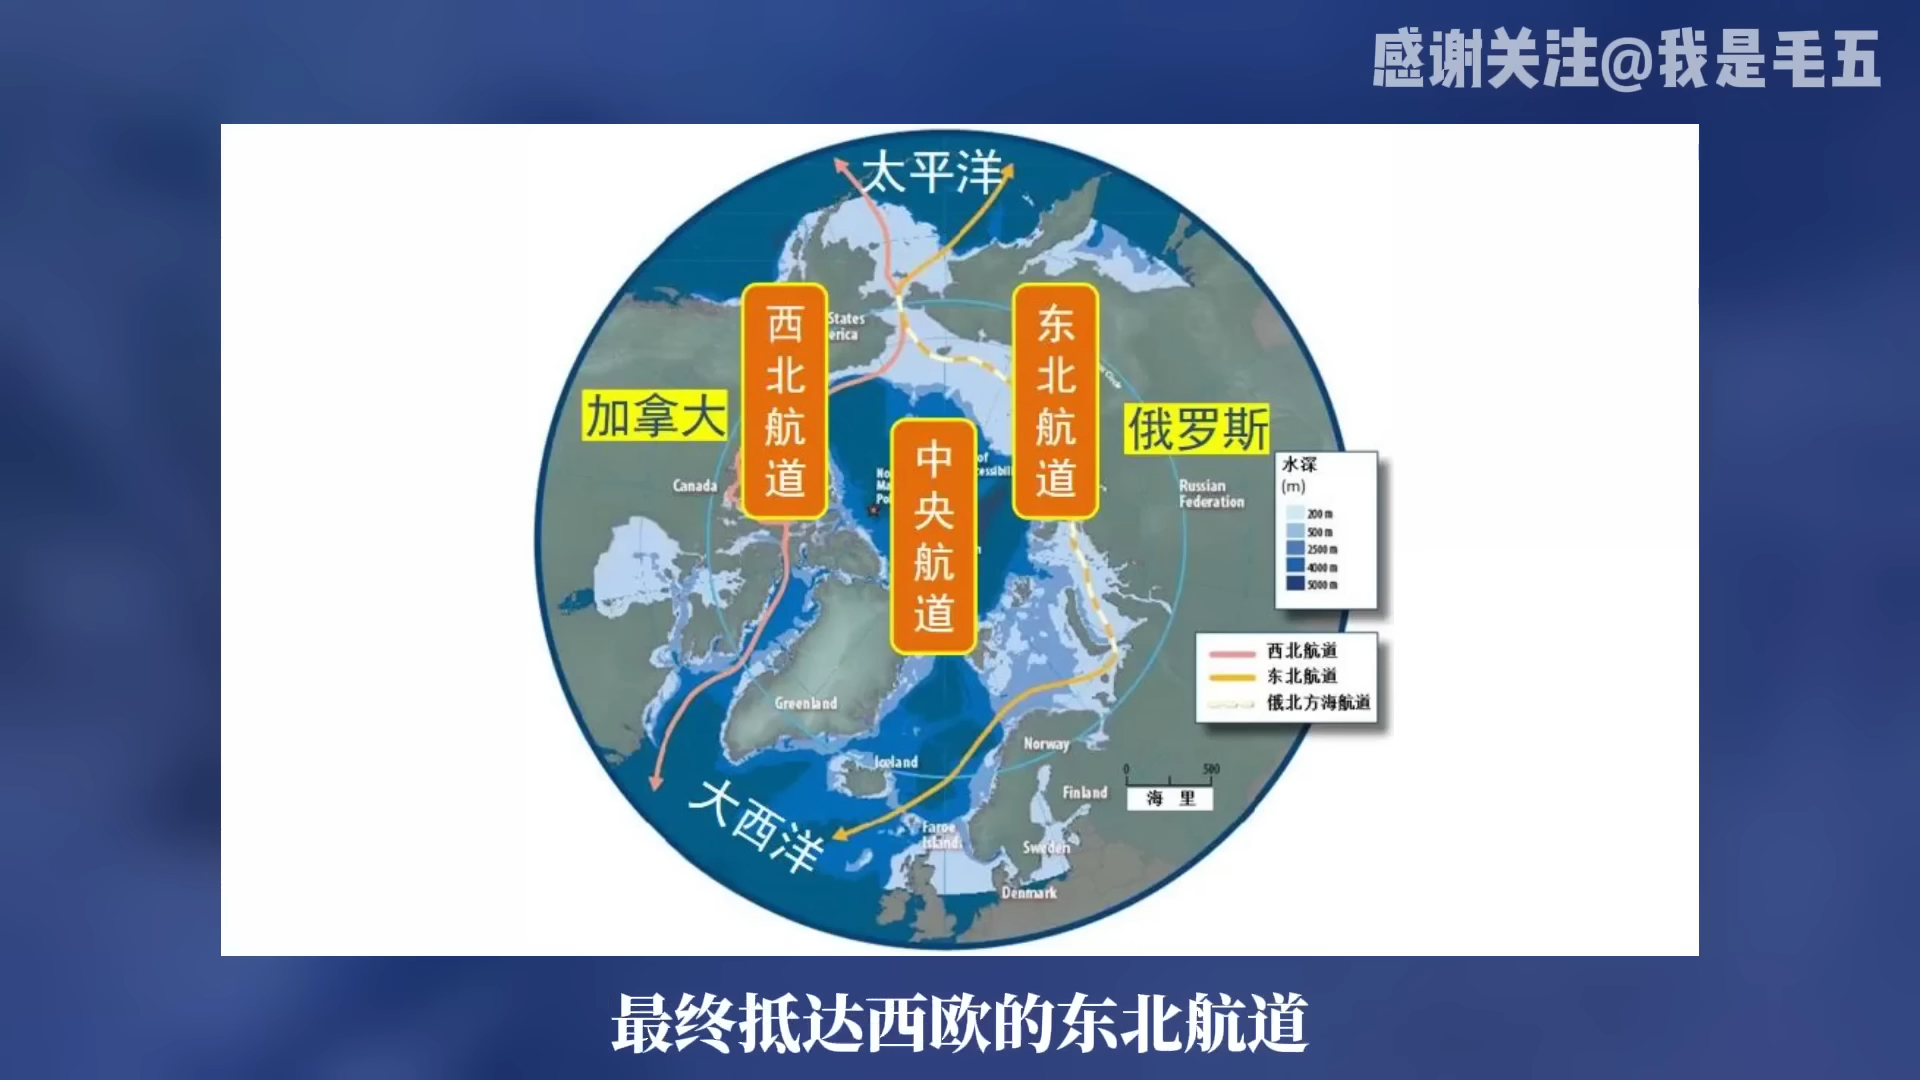 感谢关注@我是毛五
太平洋
西北航道
States
erica
东北航道
加拿大
俄罗斯
中央航道
Canada
Russian
Federation
水深
(m)
200 m
500 m
2500 m
4000 m
5000 m
西北航道
东北航道
俄北方海航道
Greenland
Norway
Iceland
0 500
海里
Finland
大西洋
Faroe
Island
Sweden
Denmark
最终抵达西欧的东北航道